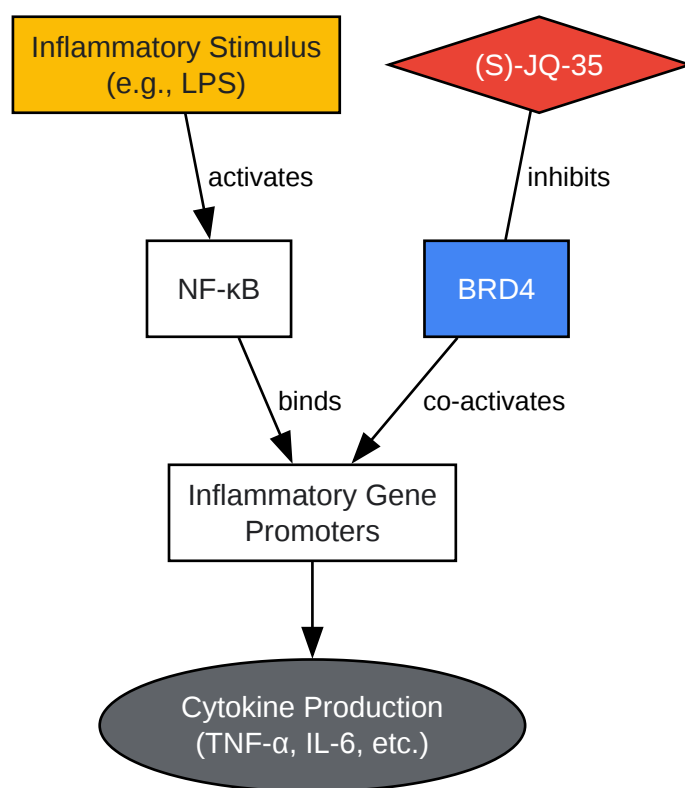 Inflammatory Stimulus
(e.g., LPS)
(S)-JQ-35
activates
inhibits
NF-κB
BRD4
binds
co-activates
Inflammatory Gene
Promoters
Cytokine Production
(TNF-α, IL-6, etc.)